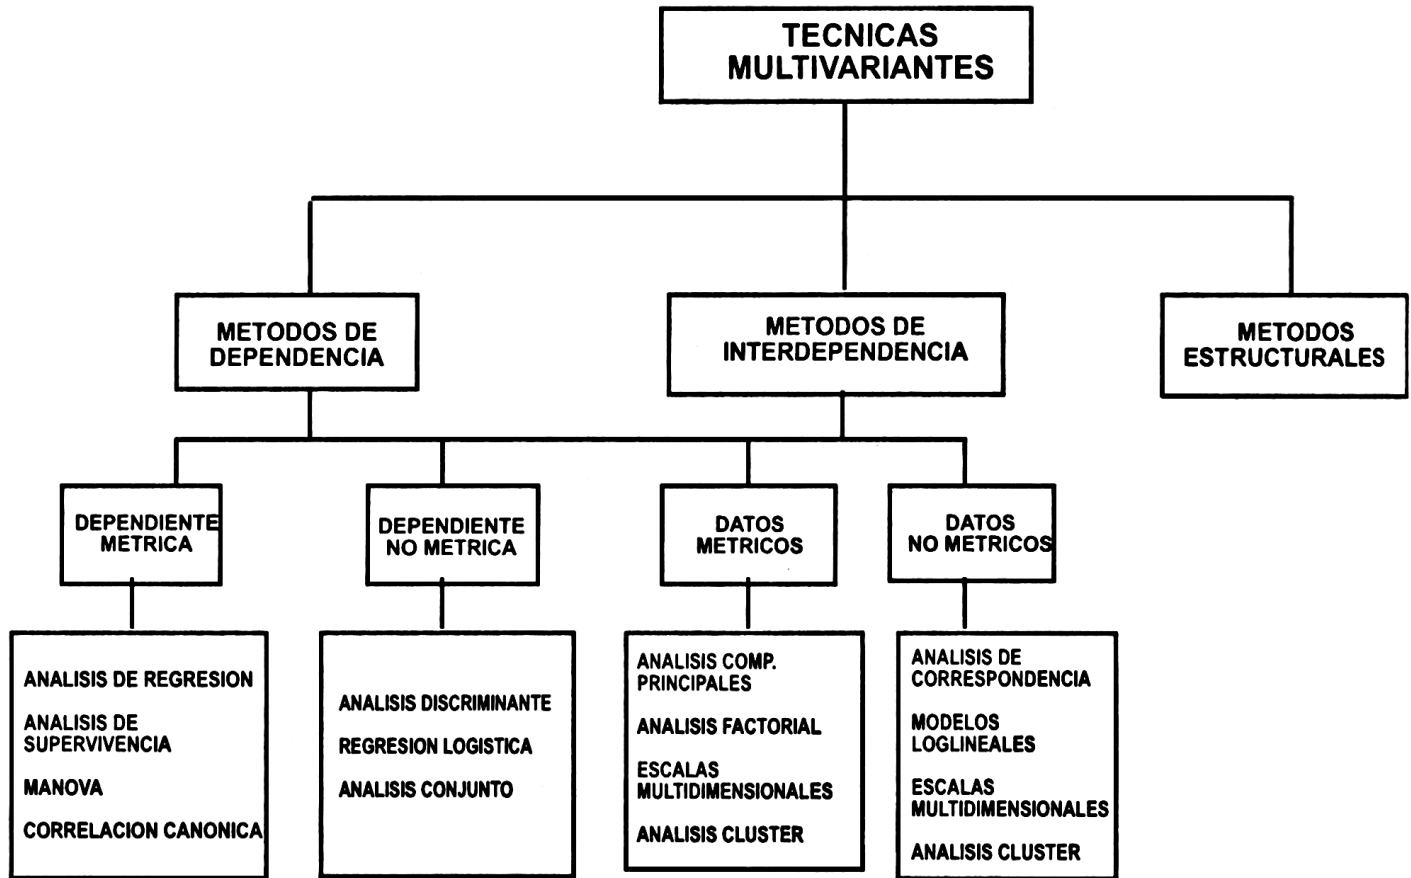 TECNICAS
MULTIVARIANTES
METODOS DE
DEPENDENCIA
METODOS DE
INTERDEPENDENCIA
METODOS
ESTRUCTURALES
DEPENDIENTE
METRICA
DEPENDIENTE
NO METRICA
DATOS
METRICOS
DATOS
NO METRICOS
ANALISIS DE REGRESION
ANALISIS DE
SUPERVIVENCIA
MANOVA
CORRELACION CANONICA
ANALISIS DISCRIMINANTE
REGRESION LOGISTICA
ANALISIS CONJUNTO
ANALISIS COMP.
PRINCIPALES
ANALISIS FACTORIAL
ESCALAS
MULTIDIMENSIONALES
ANALISIS CLUSTER
ANALISIS DE
CORRESPONDENCIA
MODELOS
LOGLINEALES
ESCALAS
MULTIDIMENSIONALES
ANALISIS CLUSTER